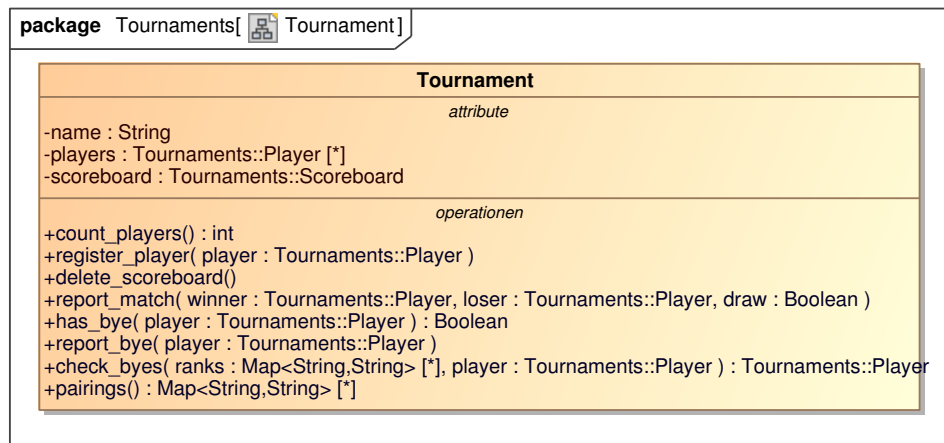 package Tournaments[ Tournament]
Tournament
attribute
-name : String
-players : Tournaments::Player [*]
-scoreboard : Tournaments::Scoreboard
operationen
+count_players() : int
+register_player( player : Tournaments::Player )
+delete_scoreboard()
+report_match( winner : Tournaments::Player, loser : Tournaments::Player, draw : Boolean )
+has_bye( player : Tournaments::Player ) : Boolean
+report_bye( player : Tournaments::Player )
+check_byes( ranks : Map<String,String> [*], player : Tournaments::Player ) : Tournaments::Player
+pairings() : Map<String,String> [*]